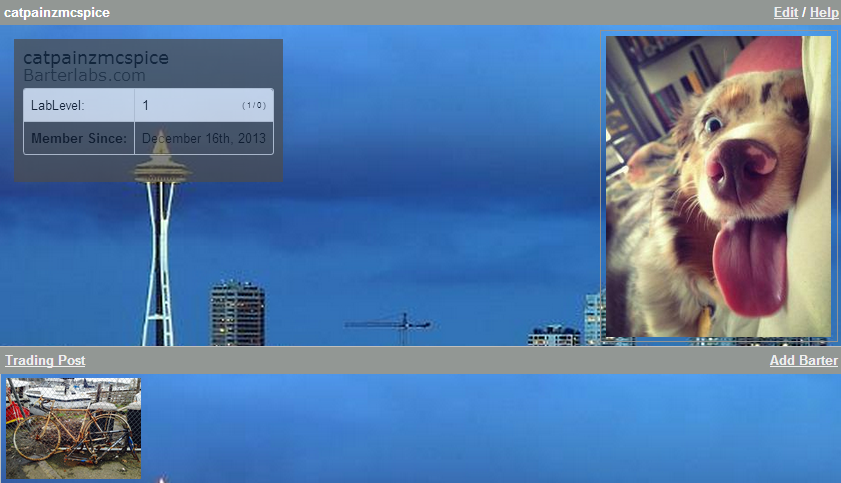 catpainzmcspice Edit / Help
catpainzmcspice
Barterlabs.com
LabLevel: 1 (1/0)
Member Since: December 16th, 2013
Trading Post Add Barter